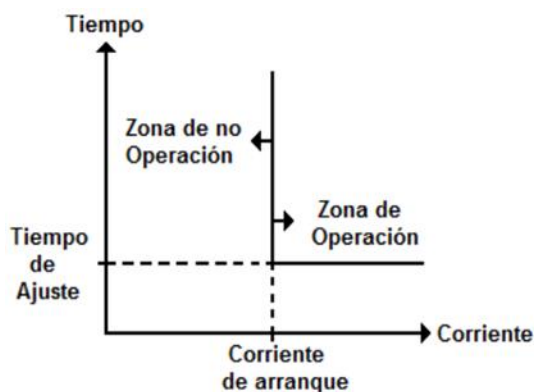 Tiempo
Zona de no
Operación
Zona de
Operación
Tiempo
de
Ajuste
Corriente
Corriente
de arranque